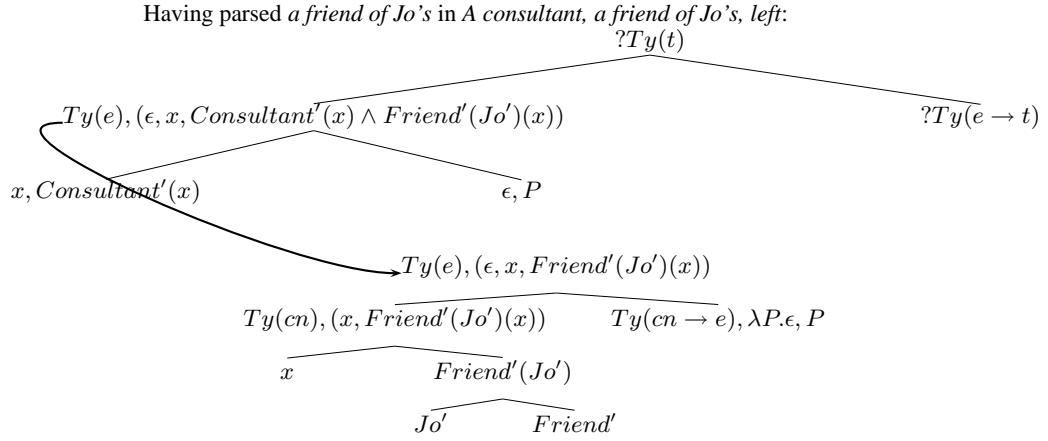 Having parsed a friend of Jo's in A consultant, a friend of Jo's, left:
?Ty(t)
Ty(e), (ϵ, x, Consultant′(x) ∧ Friend′(Jo′)(x)) ?Ty(e → t)
x, Consultant′(x) ϵ, P
Ty(e), (ϵ, x, Friend′(Jo′)(x))
Ty(cn), (x, Friend′(Jo′)(x)) Ty(cn → e), λP.ϵ, P
x Friend′(Jo′)
Jo′ Friend′